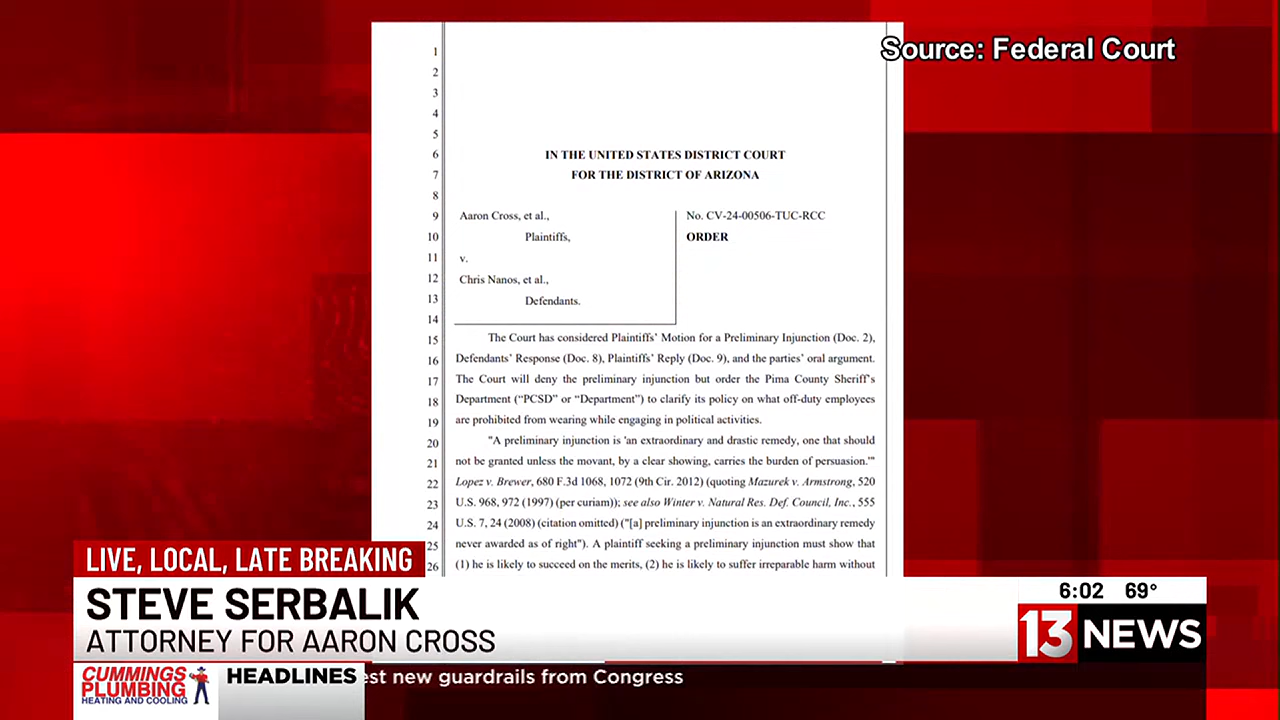 Source: Federal Court
1
2
3
4
5
6 IN THE UNITED STATES DISTRICT COURT
7 FOR THE DISTRICT OF ARIZONA
8
9 Aaron Cross, et al., No. CV-24-00506-TUC-RCC
10 Plaintiffs, ORDER
11 v.
12 Chris Nanos, et al.,
13 Defendants.
14
15 The Court has considered Plaintiffs' Motion for a Preliminary Injunction (Doc. 2),
16 Defendants' Response (Doc. 8), Plaintiffs' Reply (Doc. 9), and the parties' oral argument.
17 The Court will deny the preliminary injunction but order the Pima County Sheriff's
18 Department ("PCSD" or "Department") to clarify its policy on what off-duty employees
19 are prohibited from wearing while engaging in political activities.
20 "A preliminary injunction is 'an extraordinary and drastic remedy, one that should
21 not be granted unless the movant, by a clear showing, carries the burden of persuasion.'"
22 Lopez v. Brewer, 680 F.3d 1068, 1072 (9th Cir. 2012) (quoting Mazurek v. Armstrong, 520
23 U.S. 968, 972 (1997) (per curiam)); see also Winter v. Natural Res. Def. Council, Inc., 555
24 U.S. 7, 24 (2008) (citation omitted) ("[a] preliminary injunction is an extraordinary remedy
25 never awarded as of right"). A plaintiff seeking a preliminary injunction must show that
26 (1) he is likely to succeed on the merits, (2) he is likely to suffer irreparable harm without
LIVE, LOCAL, LATE BREAKING
STEVE SERBALIK
ATTORNEY FOR AARON CROSS
6:02 69°
13 NEWS
CUMMINGS
PLUMBING
HEATING AND COOLING
HEADLINES est new guardrails from Congress